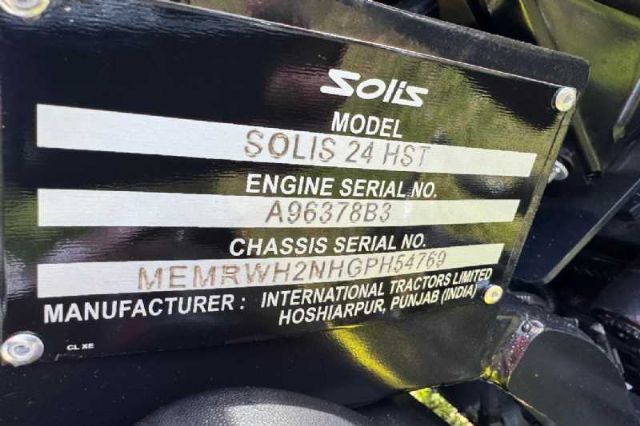 Solis
MODEL
SOLIS 24 HST
ENGINE SERIAL NO.
A96378B3
CHASSIS SERIAL NO.
MEMRWH2NHGPH54769
MANUFACTURER : INTERNATIONAL TRACTORS LIMITED
HOSHIARPUR, PUNJAB (INDIA)
CL XE